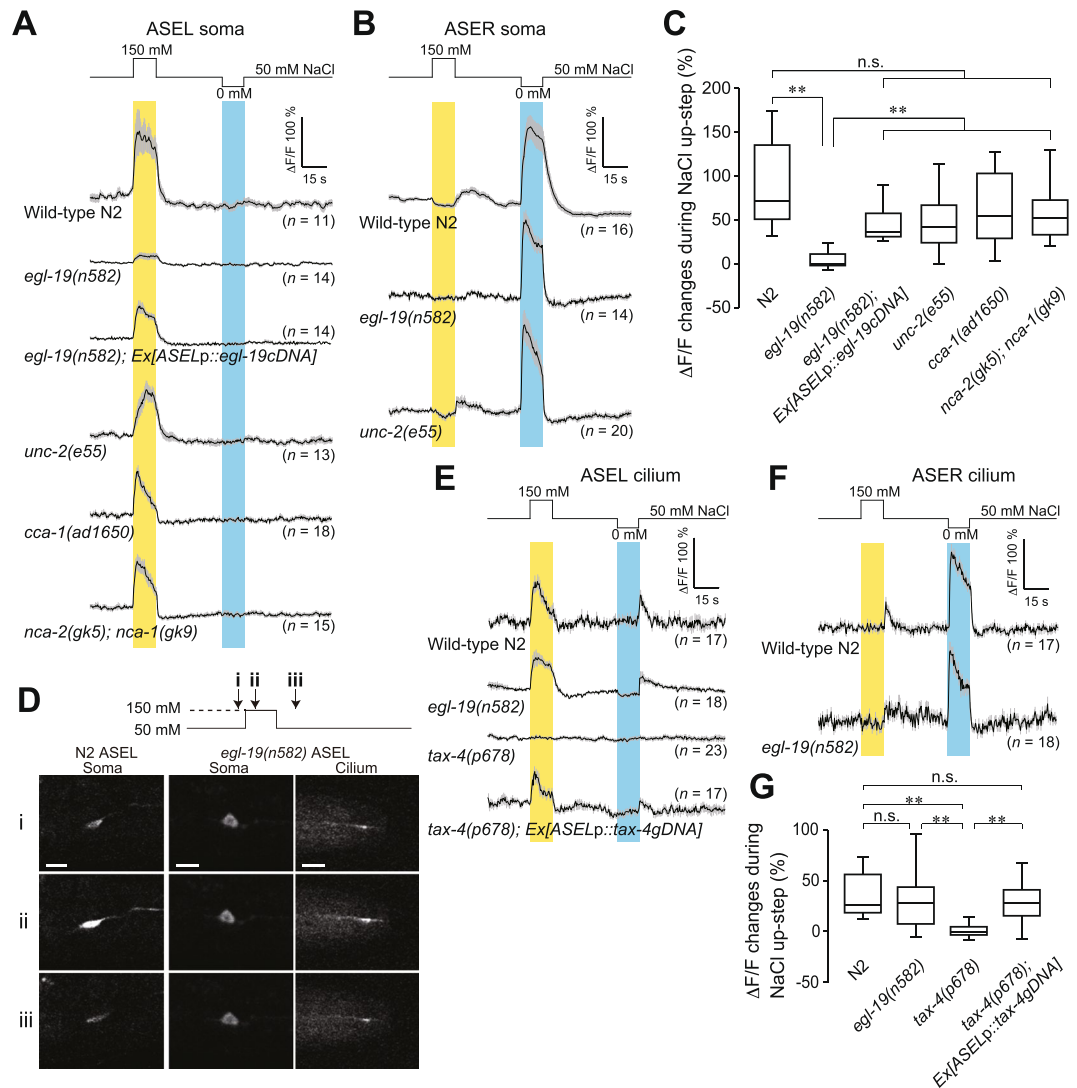 A
ASEL soma
150 mM
50 mM NaCl
0 mM
ΔF/F 100 %
15 s
Wild-type N2
(n = 11)
egl-19(n582)
(n = 14)
(n = 14)
egl-19(n582); Ex[ASELp::egl-19cDNA]
unc-2(e55)
(n = 13)
cca-1(ad1650)
(n = 18)
nca-2(gk5); nca-1(gk9)
(n = 15)
B
ASER soma
150 mM
50 mM NaCl
0 mM
ΔF/F 100 %
15 s
Wild-type N2
(n = 16)
egl-19(n582)
(n = 14)
unc-2(e55)
(n = 20)
C
ΔF/F changes during NaCl up-step (%)
200
150
100
50
0
-50
n.s.
**
**
N2
egl-19(n582)
egl-19(n582);
Ex[ASELp::egl-19cDNA]
unc-2(e55)
cca-1(ad1650)
nca-2(gk5); nca-1(gk9)
D
i
ii
iii
150 mM
50 mM
N2 ASEL
Soma
egl-19(n582) ASEL
Soma
Cilium
i
ii
iii
E
ASEL cilium
150 mM
50 mM NaCl
0 mM
ΔF/F 100 %
15 s
Wild-type N2
(n = 17)
egl-19(n582)
(n = 18)
tax-4(p678)
(n = 23)
(n = 17)
tax-4(p678); Ex[ASELp::tax-4gDNA]
F
ASER cilium
150 mM
50 mM NaCl
0 mM
ΔF/F 100 %
15 s
Wild-type N2
(n = 17)
egl-19(n582)
(n = 18)
G
ΔF/F changes during
NaCl up-step (%)
100
50
0
-50
n.s.
**
n.s.
**
**
N2
egl-19(n582)
tax-4(p678)
tax-4(p678);
Ex[ASELp::tax-4gDNA]